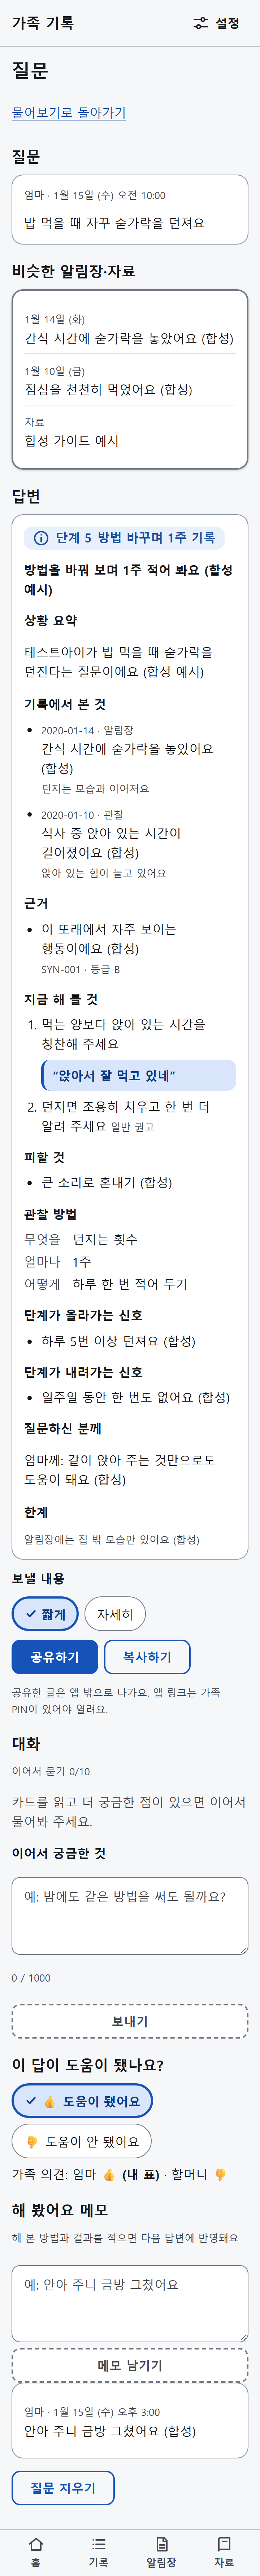 가족 기록
설정
질문
물어보기로 돌아가기
질문
엄마 · 1월 15일 (수) 오전 10:00
밥 먹을 때 자꾸 숟가락을 던져요
비슷한 알림장·자료
1월 14일 (화)
간식 시간에 숟가락을 놓았어요 (합성)
1월 10일 (금)
점심을 천천히 먹었어요 (합성)
자료
합성 가이드 예시
답변
단계 5 방법 바꾸며 1주 기록
방법을 바꿔 보며 1주 적어 봐요 (합성
예시)
상황 요약
테스트아이가 밥 먹을 때 숟가락을
던진다는 질문이에요 (합성 예시)
기록에서 본 것
• 2020-01-14 · 알림장
간식 시간에 숟가락을 놓았어요
(합성)
던지는 모습과 이어져요
• 2020-01-10 · 관찰
식사 중 앉아 있는 시간이
길어졌어요 (합성)
앉아 있는 힘이 늘고 있어요
근거
• 이 또래에서 자주 보이는
행동이에요 (합성)
SYN-001 · 등급 B
지금 해 볼 것
1. 먹는 양보다 앉아 있는 시간을
칭찬해 주세요
“앉아서 잘 먹고 있네”
2. 던지면 조용히 치우고 한 번 더
알려 주세요 일반 권고
피할 것
• 큰 소리로 혼내기 (합성)
관찰 방법
무엇을 던지는 횟수
얼마나 1주
어떻게 하루 한 번 적어 두기
단계가 올라가는 신호
• 하루 5번 이상 던져요 (합성)
단계가 내려가는 신호
• 일주일 동안 한 번도 없어요 (합성)
질문하신 분께
엄마께: 같이 앉아 주는 것만으로도
도움이 돼요 (합성)
한계
알림장에는 집 밖 모습만 있어요 (합성)
보낼 내용
✓ 짧게
자세히
공유하기
복사하기
공유한 글은 앱 밖으로 나가요. 앱 링크는 가족
PIN이 있어야 열려요.
대화
이어서 묻기 0/10
카드를 읽고 더 궁금한 점이 있으면 이어서
물어봐 주세요.
이어서 궁금한 것
예: 밤에도 같은 방법을 써도 될까요?
0 / 1000
보내기
이 답이 도움이 됐나요?
✓ 👍 도움이 됐어요
👎 도움이 안 됐어요
가족 의견: 엄마 👍 (내 표) · 할머니 👎
해 봤어요 메모
해 본 방법과 결과를 적으면 다음 답변에 반영돼요
예: 안아 주니 금방 그쳤어요
메모 남기기
엄마 · 1월 15일 (수) 오후 3:00
안아 주니 금방 그쳤어요 (합성)
질문 지우기
홈
기록
알림장
자료